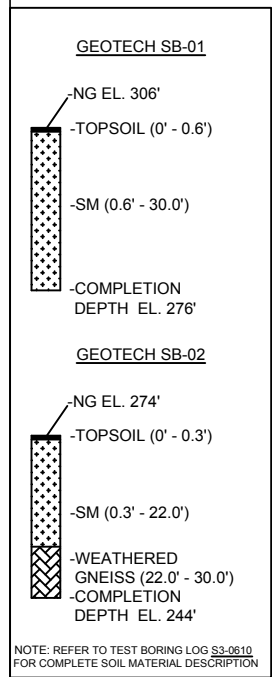 GEOTECH SB-01
-NG EL. 306'
-TOPSOIL (0' - 0.6')
-SM (0.6' - 30.0')
-COMPLETION
DEPTH EL. 276'
GEOTECH SB-02
-NG EL. 274'
-TOPSOIL (0' - 0.3')
-SM (0.3' - 22.0')
-WEATHERED
GNEISS (22.0' - 30.0')
-COMPLETION
DEPTH EL. 244'
NOTE: REFER TO TEST BORING LOG S3-0610
FOR COMPLETE SOIL MATERIAL DESCRIPTION